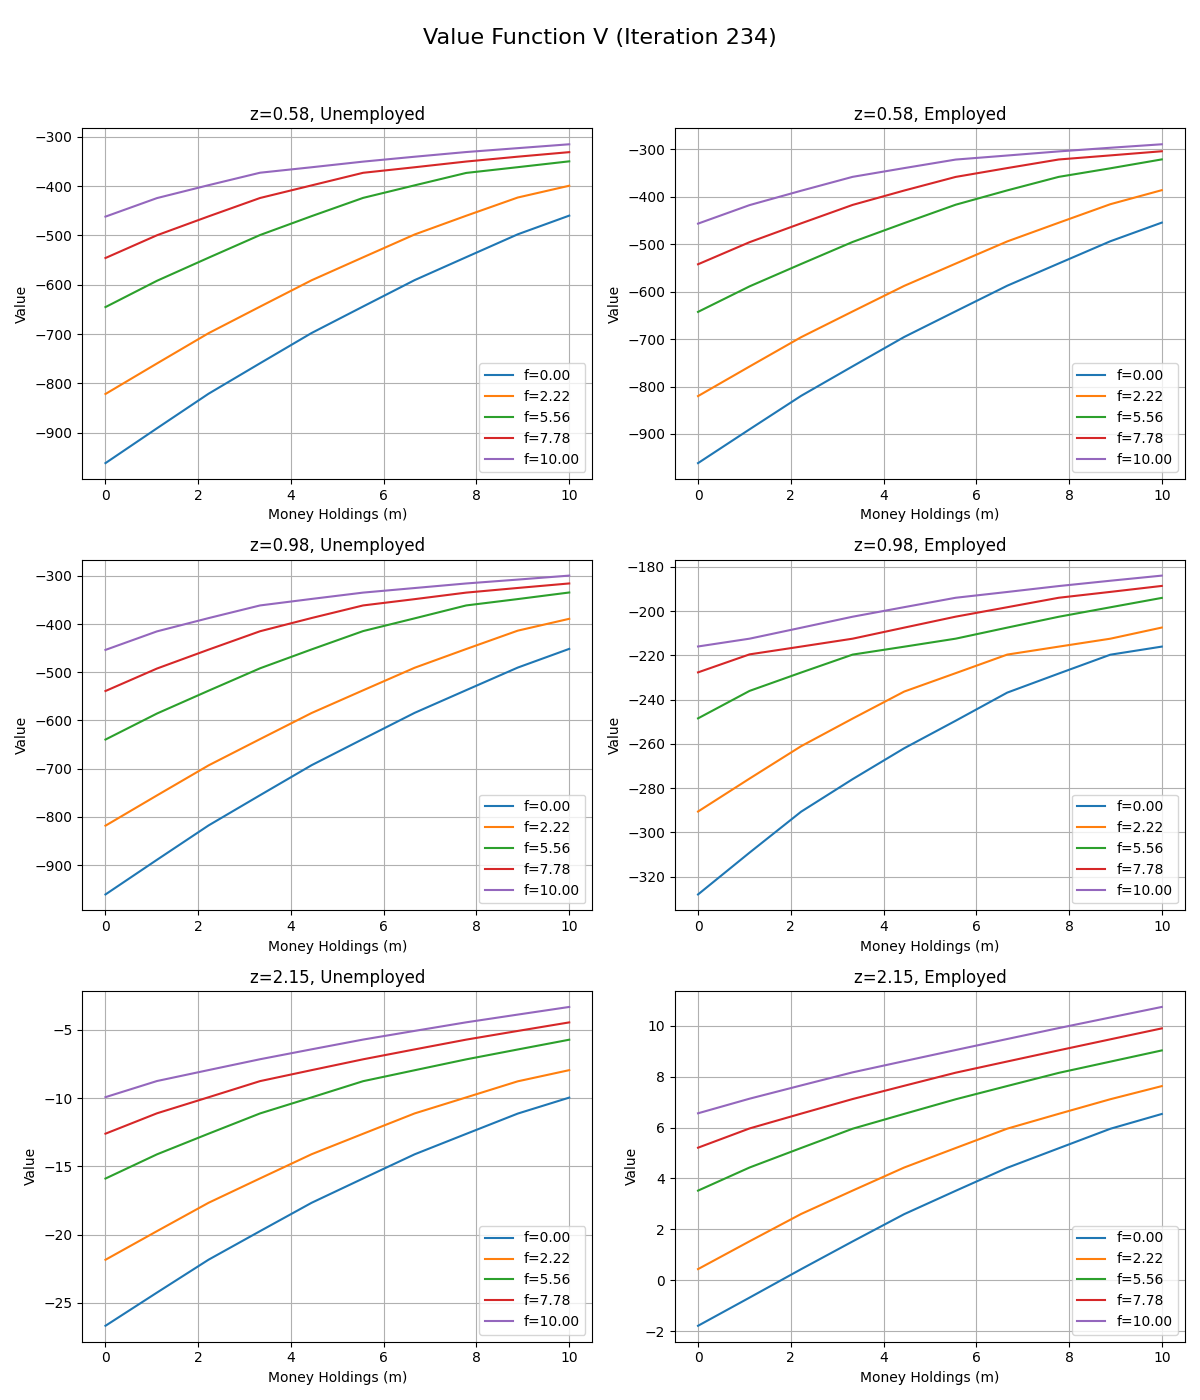 Value Function V (Iteration 234)
z=0.58, Unemployed
−300
−400
−500
−600
−700
−800
−900
Value
0 2 4 6 8 10
Money Holdings (m)
f=0.00
f=2.22
f=5.56
f=7.78
f=10.00
z=0.58, Employed
−300
−400
−500
−600
−700
−800
−900
Value
0 2 4 6 8 10
Money Holdings (m)
f=0.00
f=2.22
f=5.56
f=7.78
f=10.00
z=0.98, Unemployed
−300
−400
−500
−600
−700
−800
−900
Value
0 2 4 6 8 10
Money Holdings (m)
f=0.00
f=2.22
f=5.56
f=7.78
f=10.00
z=0.98, Employed
−180
−200
−220
−240
−260
−280
−300
−320
Value
0 2 4 6 8 10
Money Holdings (m)
f=0.00
f=2.22
f=5.56
f=7.78
f=10.00
z=2.15, Unemployed
−5
−10
−15
−20
−25
Value
0 2 4 6 8 10
Money Holdings (m)
f=0.00
f=2.22
f=5.56
f=7.78
f=10.00
z=2.15, Employed
10
8
6
4
2
0
−2
Value
0 2 4 6 8 10
Money Holdings (m)
f=0.00
f=2.22
f=5.56
f=7.78
f=10.00